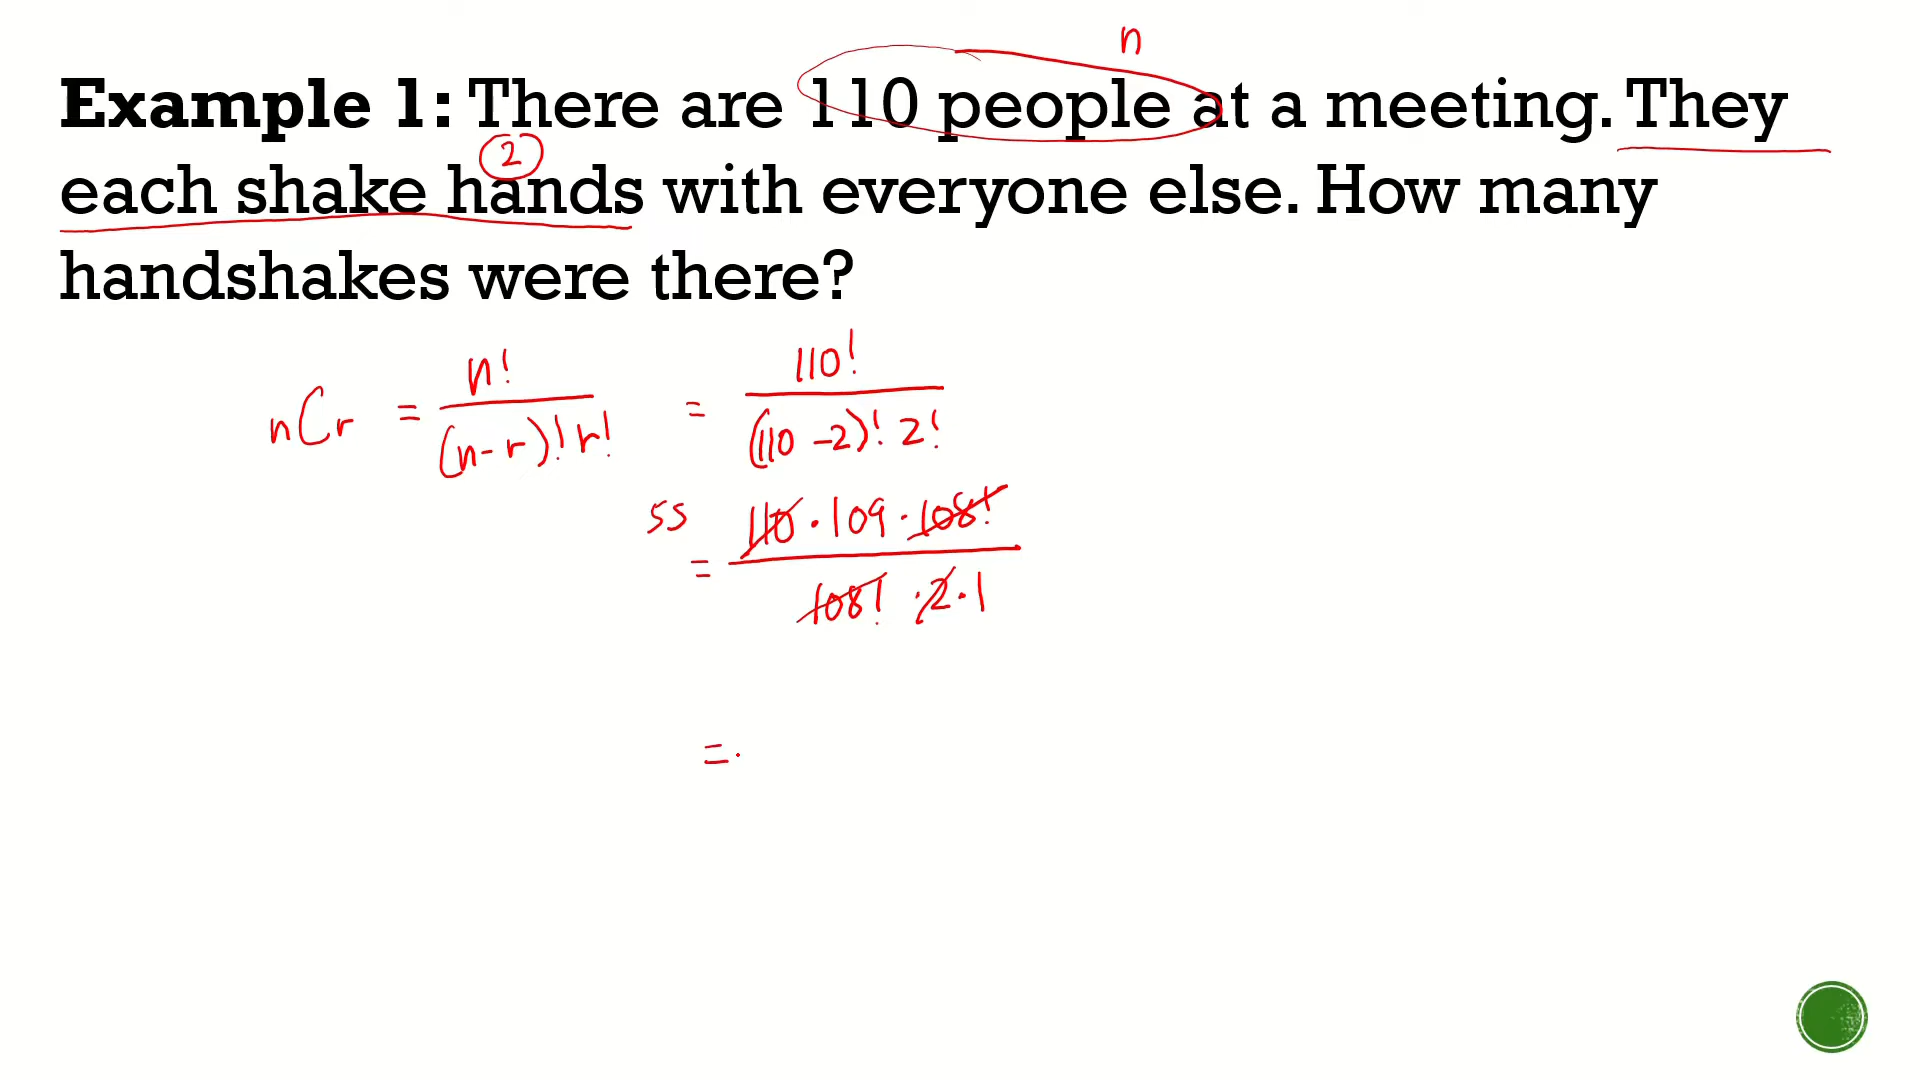 n
Example 1: There are 110 people at a meeting. They
2
each shake hands with everyone else. How many
handshakes were there?
nCr = n! / (n-r)! r! = 110! / (110 -2)! 2!
55
= 110 · 109 · 108! / 108! · 2 · 1
=